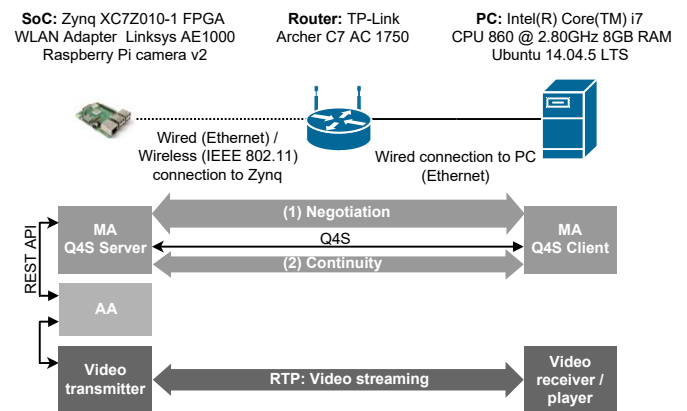 SoC: Zynq XC7Z010-1 FPGA
WLAN Adapter Linksys AE1000
Raspberry Pi camera v2
Router: TP-Link
Archer C7 AC 1750
PC: Intel(R) Core(TM) i7
CPU 860 @ 2.80GHz 8GB RAM
Ubuntu 14.04.5 LTS
Wired (Ethernet) /
Wireless (IEEE 802.11)
connection to Zynq
Wired connection to PC
(Ethernet)
REST API
MA
Q4S Server
(1) Negotiation
Q4S
(2) Continuity
MA
Q4S Client
AA
Video
transmitter
RTP: Video streaming
Video
receiver /
player